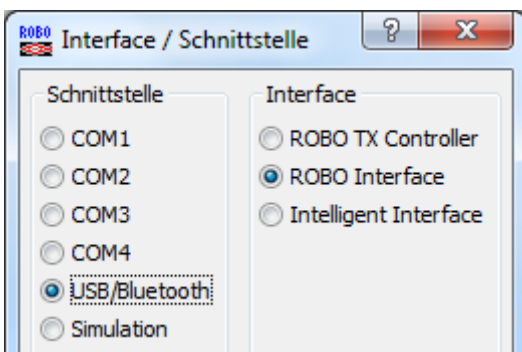 ROBO
Interface / Schnittstelle
?
X
Schnittstelle
COM1
COM2
COM3
COM4
USB/Bluetooth
Simulation
Interface
ROBO TX Controller
ROBO Interface
Intelligent Interface